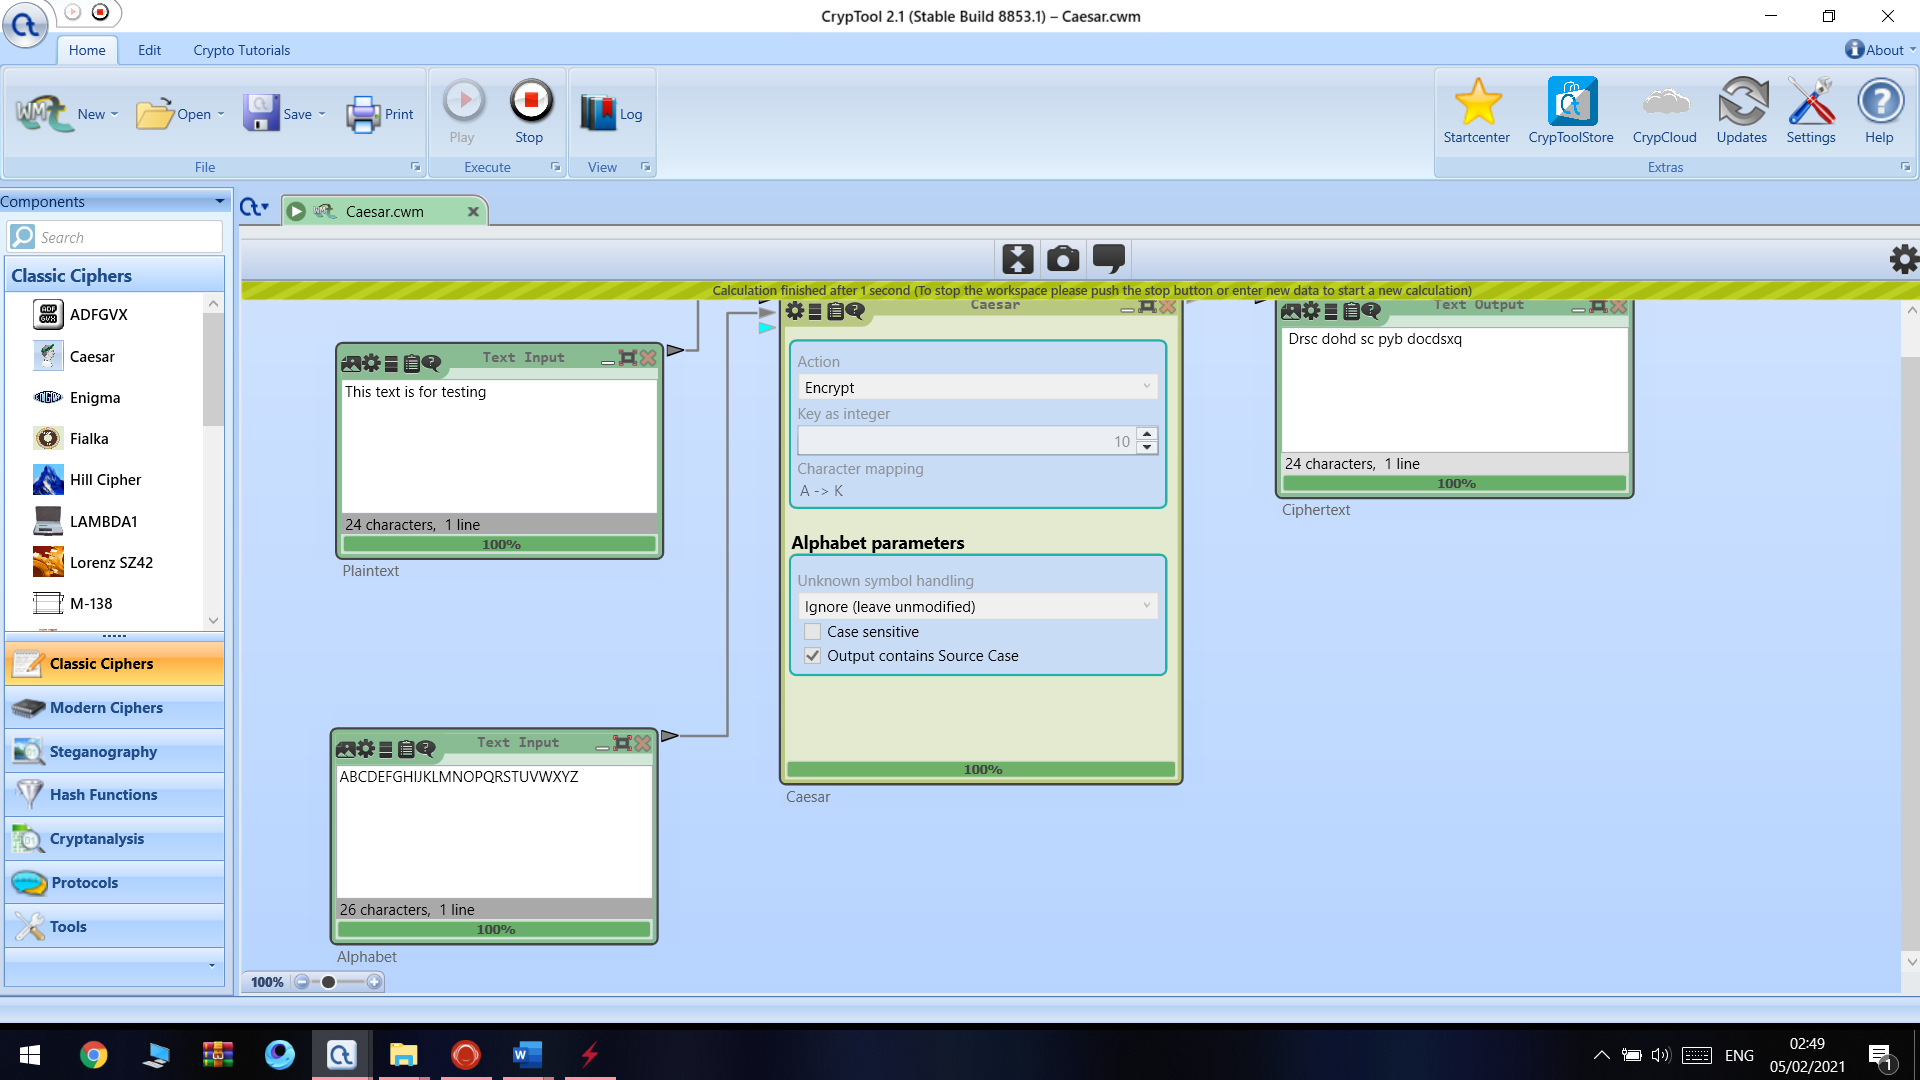 CrypTool 2.1 (Stable Build 8853.1) – Caesar.cwm
Home Edit Crypto Tutorials About
New Open Save Print Play Stop Log Startcenter CrypToolStore CrypCloud Updates Settings Help
File Execute View Extras
Components
Search
Classic Ciphers
ADFGVX
Caesar
Enigma
Fialka
Hill Cipher
LAMBDA1
Lorenz SZ42
M-138
Classic Ciphers
Modern Ciphers
Steganography
Hash Functions
Cryptanalysis
Protocols
Tools
Caesar.cwm
Calculation finished after 1 second (To stop the workspace please push the stop button or enter new data to start a new calculation)
Text Input
This text is for testing
24 characters, 1 line
100%
Plaintext
Text Input
ABCDEFGHIJKLMNOPQRSTUVWXYZ
26 characters, 1 line
100%
Alphabet
100%
Caesar
Action
Encrypt
Key as integer
10
Character mapping
A -> K
Alphabet parameters
Unknown symbol handling
Ignore (leave unmodified)
Case sensitive
Output contains Source Case
100%
Caesar
Text Output
Drsc dohd sc pyb docdsxq
24 characters, 1 line
100%
Ciphertext
ENG
02:49
05/02/2021
1